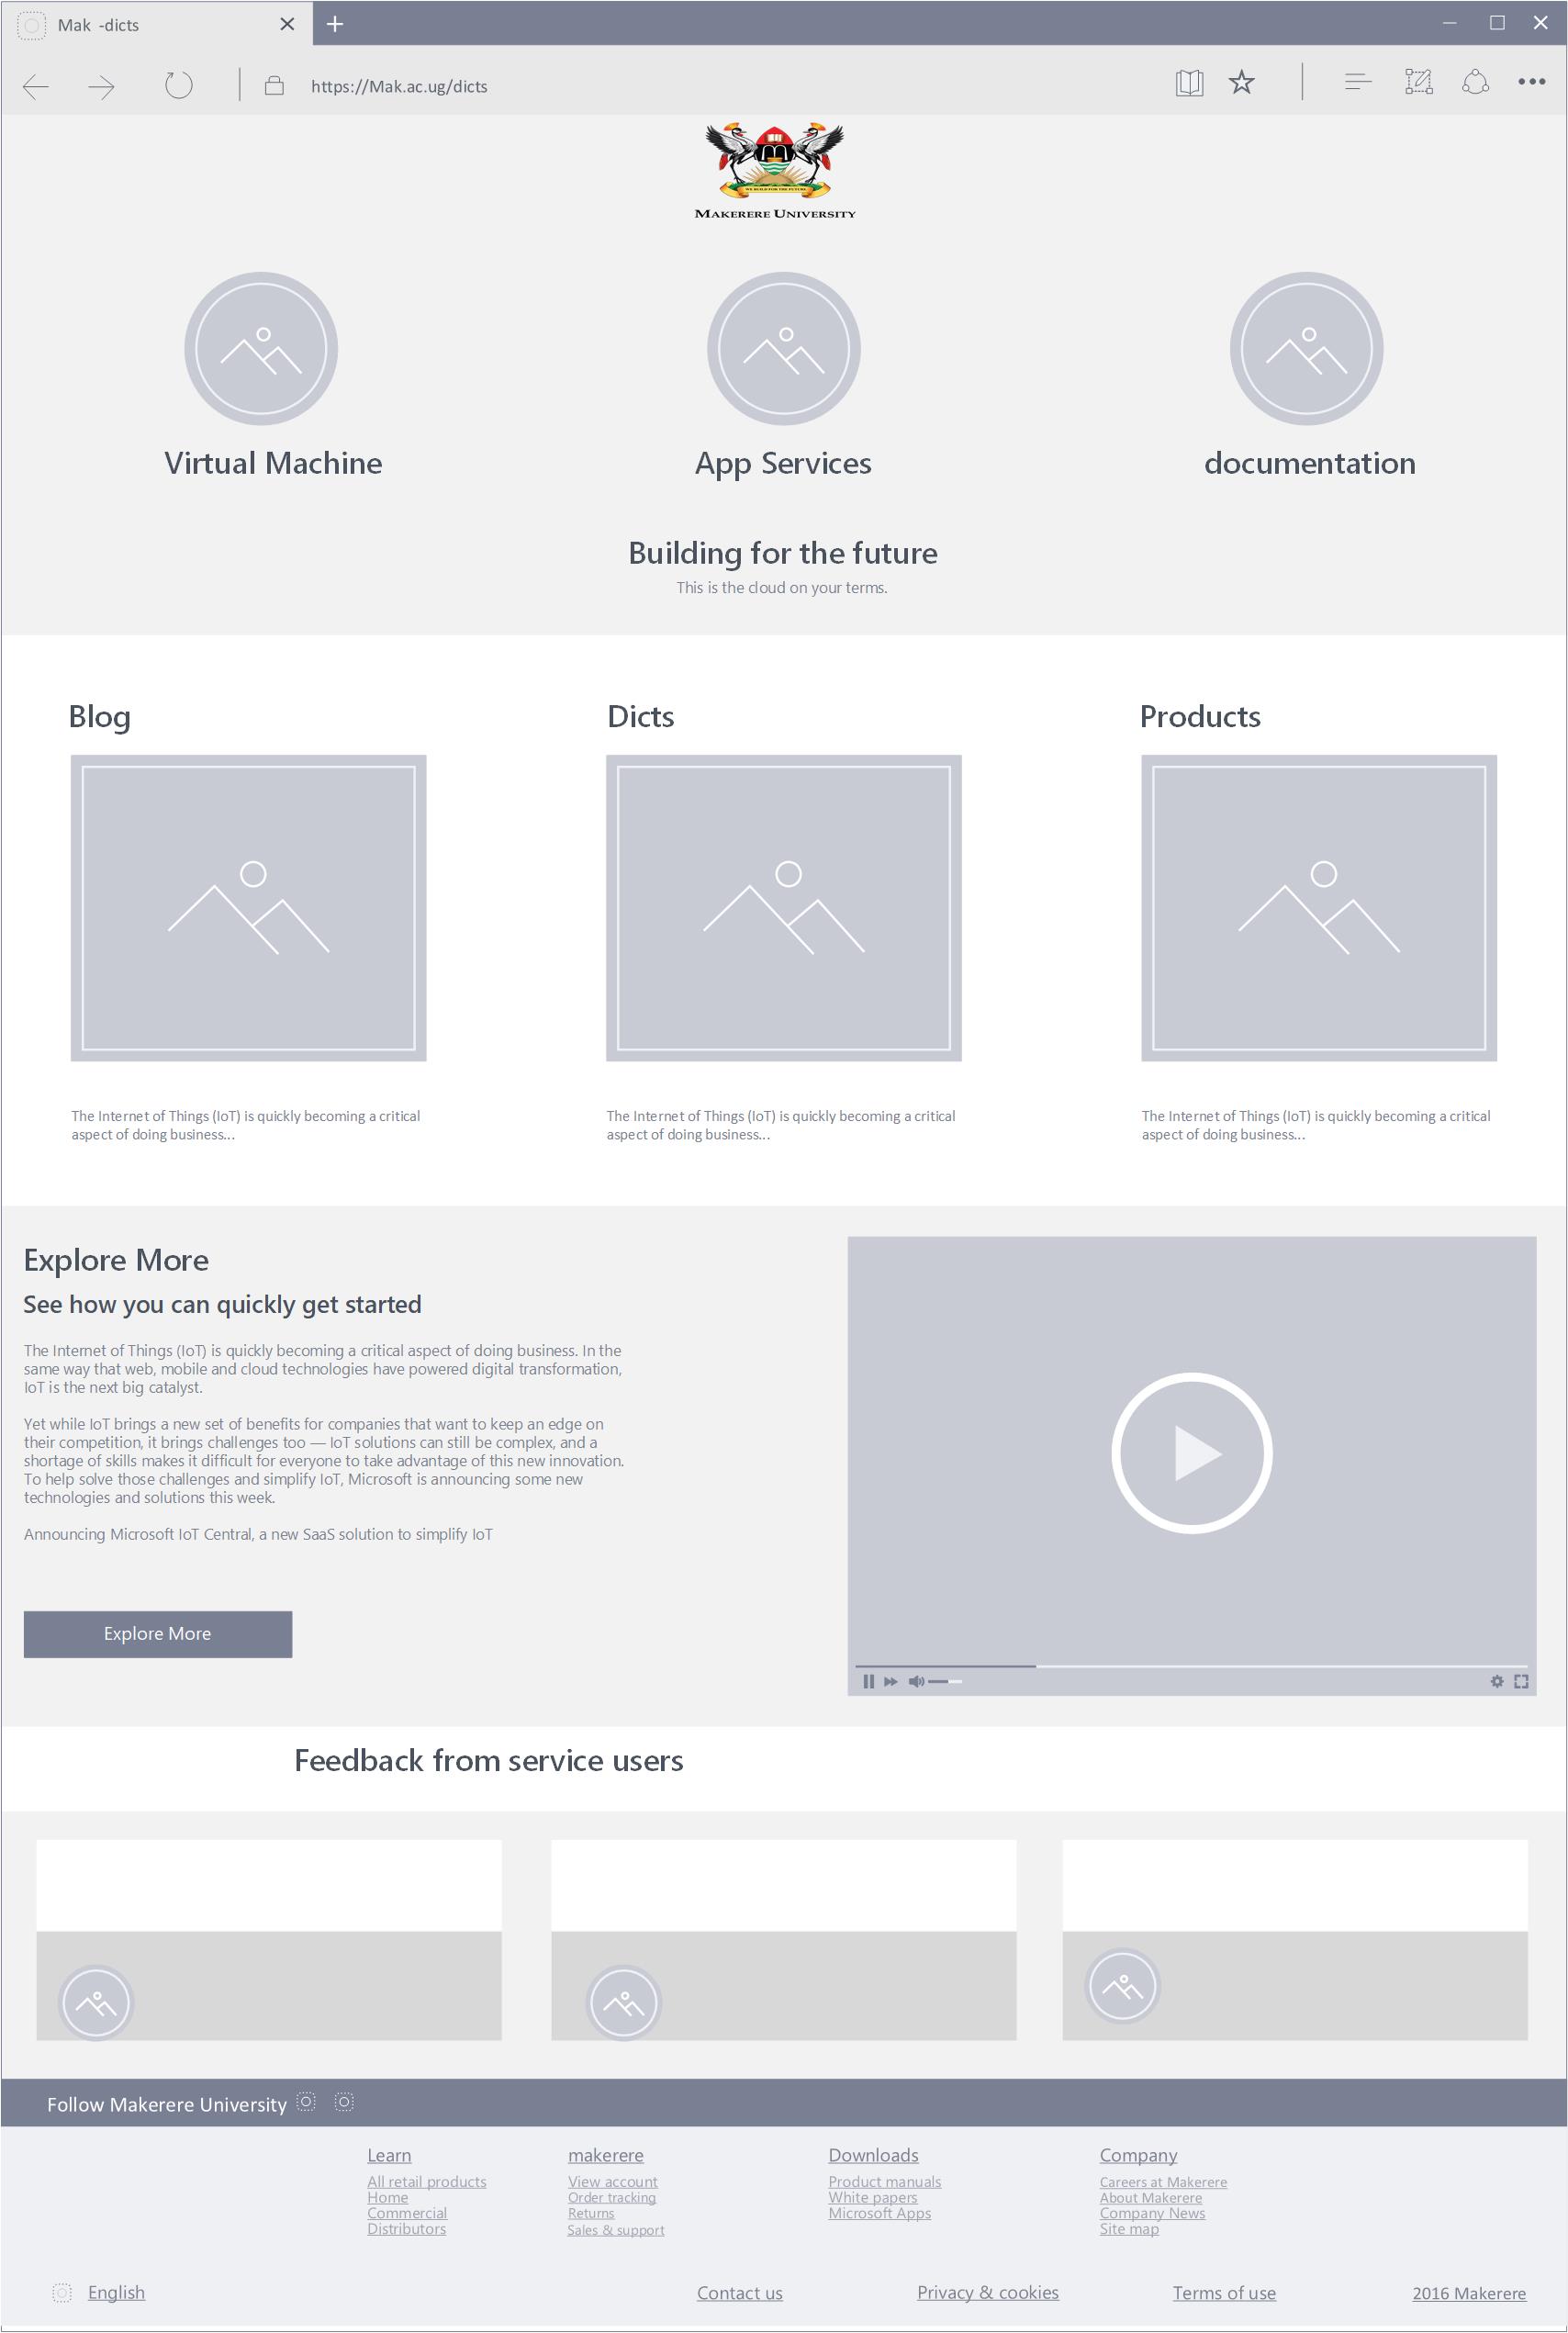 Mak -dicts
https://Mak.ac.ug/dicts
WE BUILD FOR THE FUTURE
MAKERERE UNIVERSITY
Virtual Machine
App Services
documentation
Building for the future
This is the cloud on your terms.
Blog
Dicts
Products
The Internet of Things (IoT) is quickly becoming a critical
aspect of doing business...
The Internet of Things (IoT) is quickly becoming a critical
aspect of doing business...
The Internet of Things (IoT) is quickly becoming a critical
aspect of doing business...
Explore More
See how you can quickly get started
The Internet of Things (IoT) is quickly becoming a critical aspect of doing business. In the
same way that web, mobile and cloud technologies have powered digital transformation,
IoT is the next big catalyst.
Yet while IoT brings a new set of benefits for companies that want to keep an edge on
their competition, it brings challenges too — IoT solutions can still be complex, and a
shortage of skills makes it difficult for everyone to take advantage of this new innovation.
To help solve those challenges and simplify IoT, Microsoft is announcing some new
technologies and solutions this week.
Announcing Microsoft IoT Central, a new SaaS solution to simplify IoT
Explore More
Feedback from service users
Follow Makerere University
Learn
All retail products
Home
Commercial
Distributors
makerere
View account
Order tracking
Returns
Sales & support
Downloads
Product manuals
White papers
Microsoft Apps
Company
Careers at Makerere
About Makerere
Company News
Site map
English
Contact us
Privacy & cookies
Terms of use
2016 Makerere